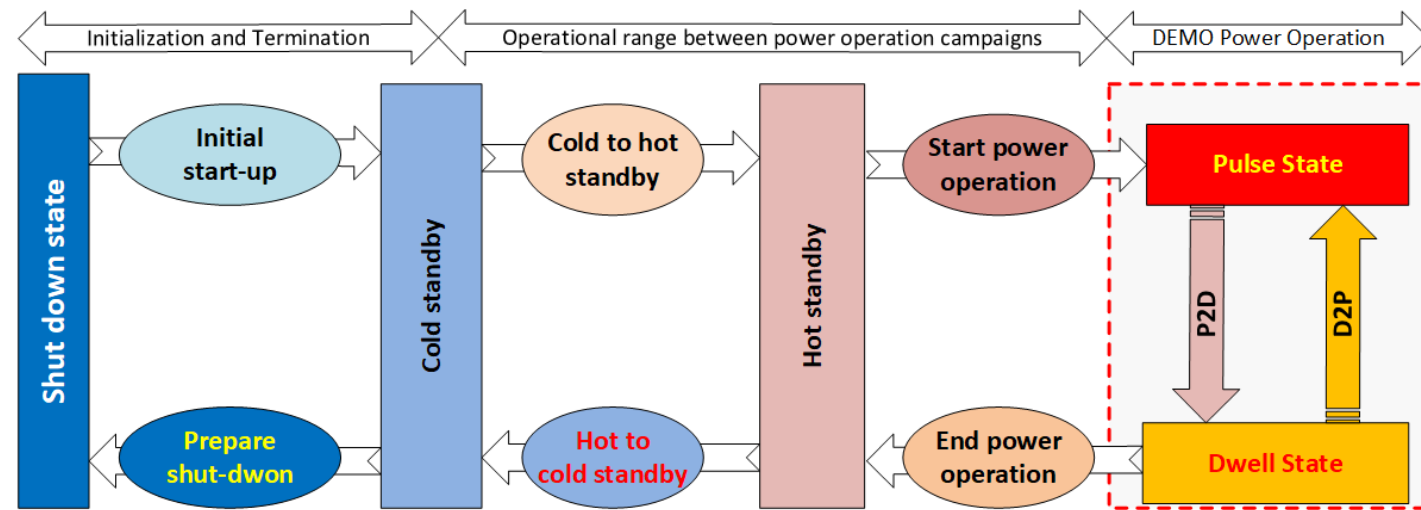 Initialization and Termination
Operational range between power operation campaigns
DEMO Power Operation
Shut down state
Initial
start-up
Cold standby
Cold to hot
standby
Hot standby
Start power
operation
Pulse State
P2D
D2P
Prepare
shut-dwon
Hot to
cold standby
End power
operation
Dwell State